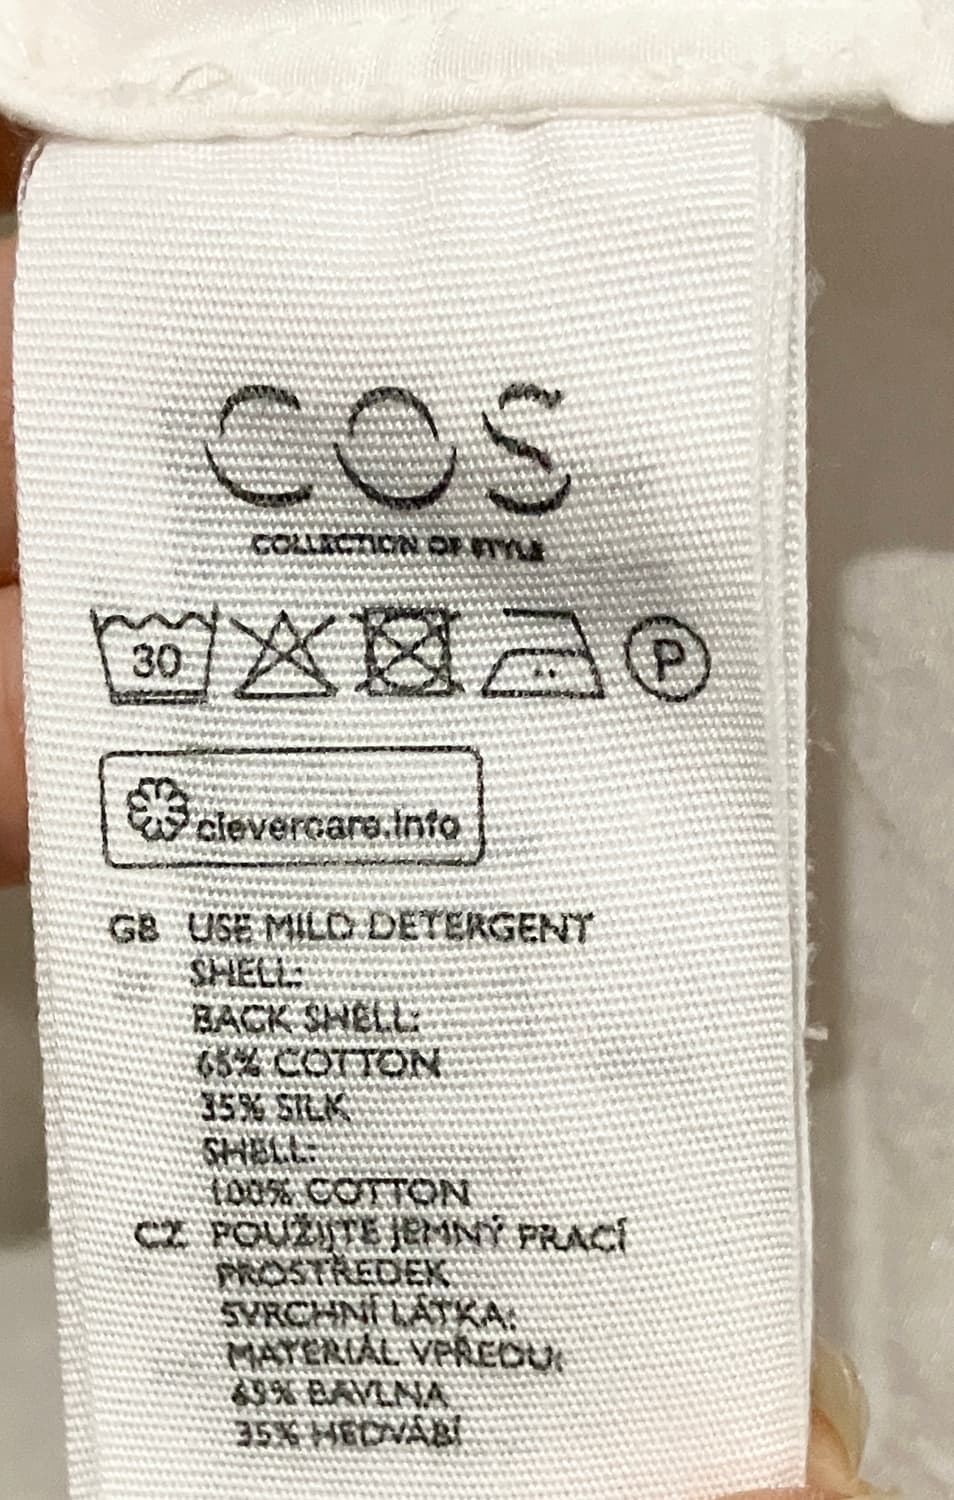 COS
COLLECTION OF STYLE
30
P
clevercare.info
GB USE MILD DETERGENT
SHELL:
BACK SHELL:
65% COTTON
35% SILK
SHELL:
100% COTTON
CZ POUŽIJTE JEMNÝ PRACÍ
PROSTŘEDEK
SVRCHNÍ LÁTKA:
MATERIÁL VPŘEDU:
65% BAVLNA
35% HEDVÁBÍ